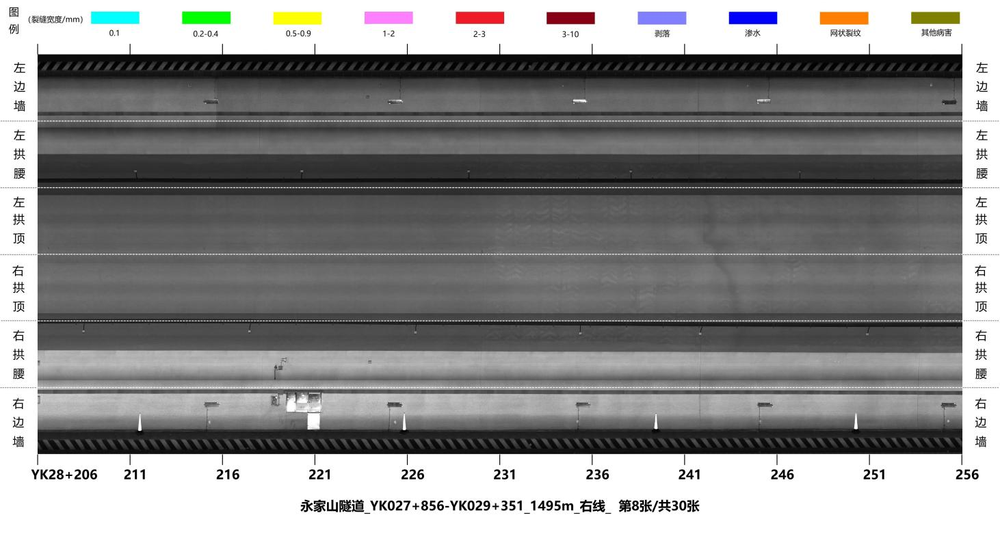 图例 (裂缝宽度/mm) 0.1 0.2-0.4 0.5-0.9 1-2 2-3 3-10 剥落 渗水 网状裂纹 其他病害
左边墙 左边墙
左拱腰 左拱腰
左拱顶 左拱顶
右拱顶 右拱顶
右拱腰 右拱腰
右边墙 右边墙
YK28+206 211 216 221 226 231 236 241 246 251 256
永家山隧道_YK027+856-YK029+351_1495m_右线_ 第8张/共30张